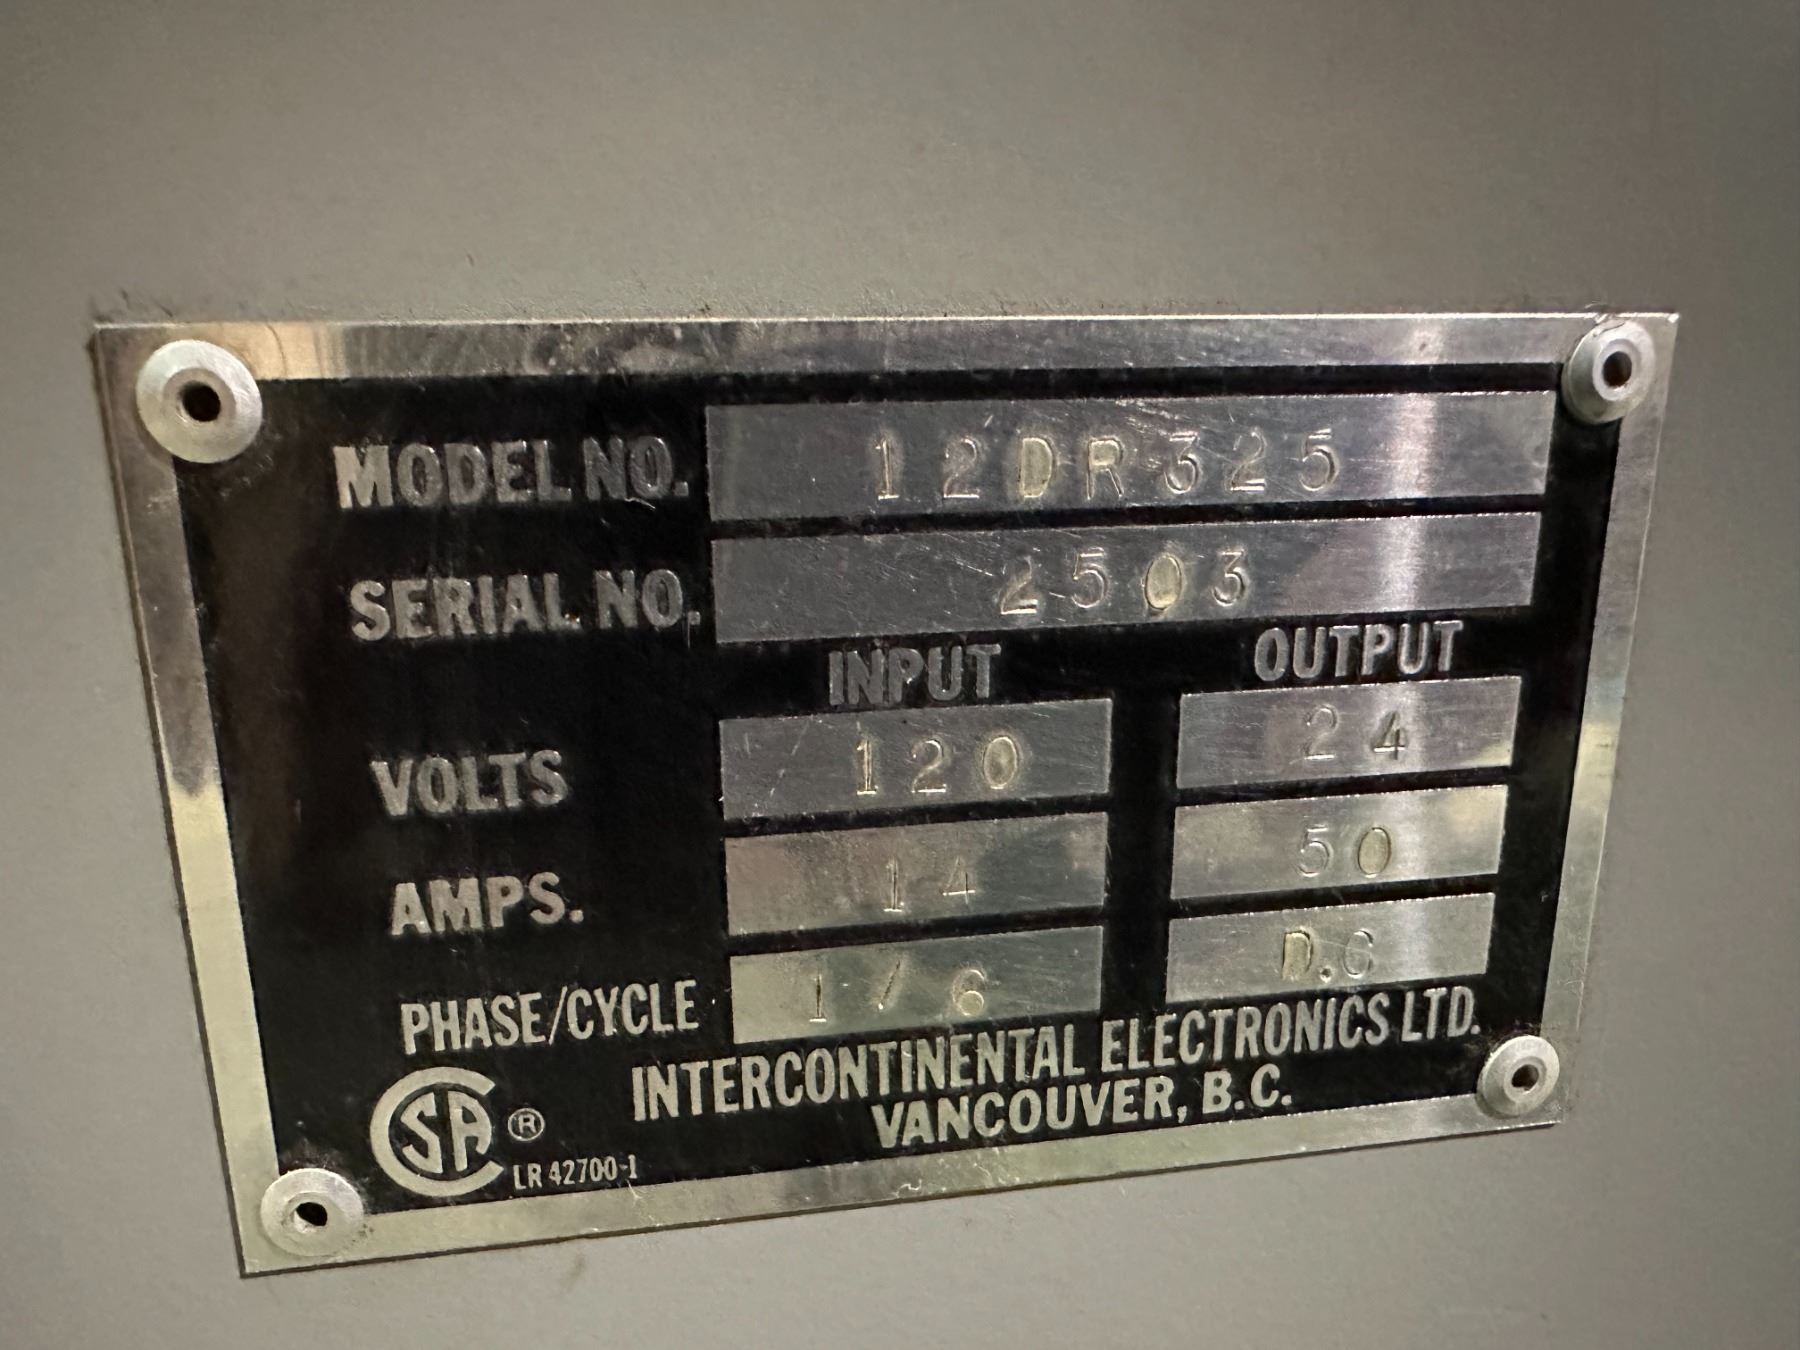 MODEL NO. 12DR325
SERIAL NO. 2503
INPUT OUTPUT
VOLTS 120 24
AMPS. 14 50
PHASE/CYCLE 1/6 D.C
INTERCONTINENTAL ELECTRONICS LTD.
VANCOUVER, B.C.
CSA ®
LR 42700-1